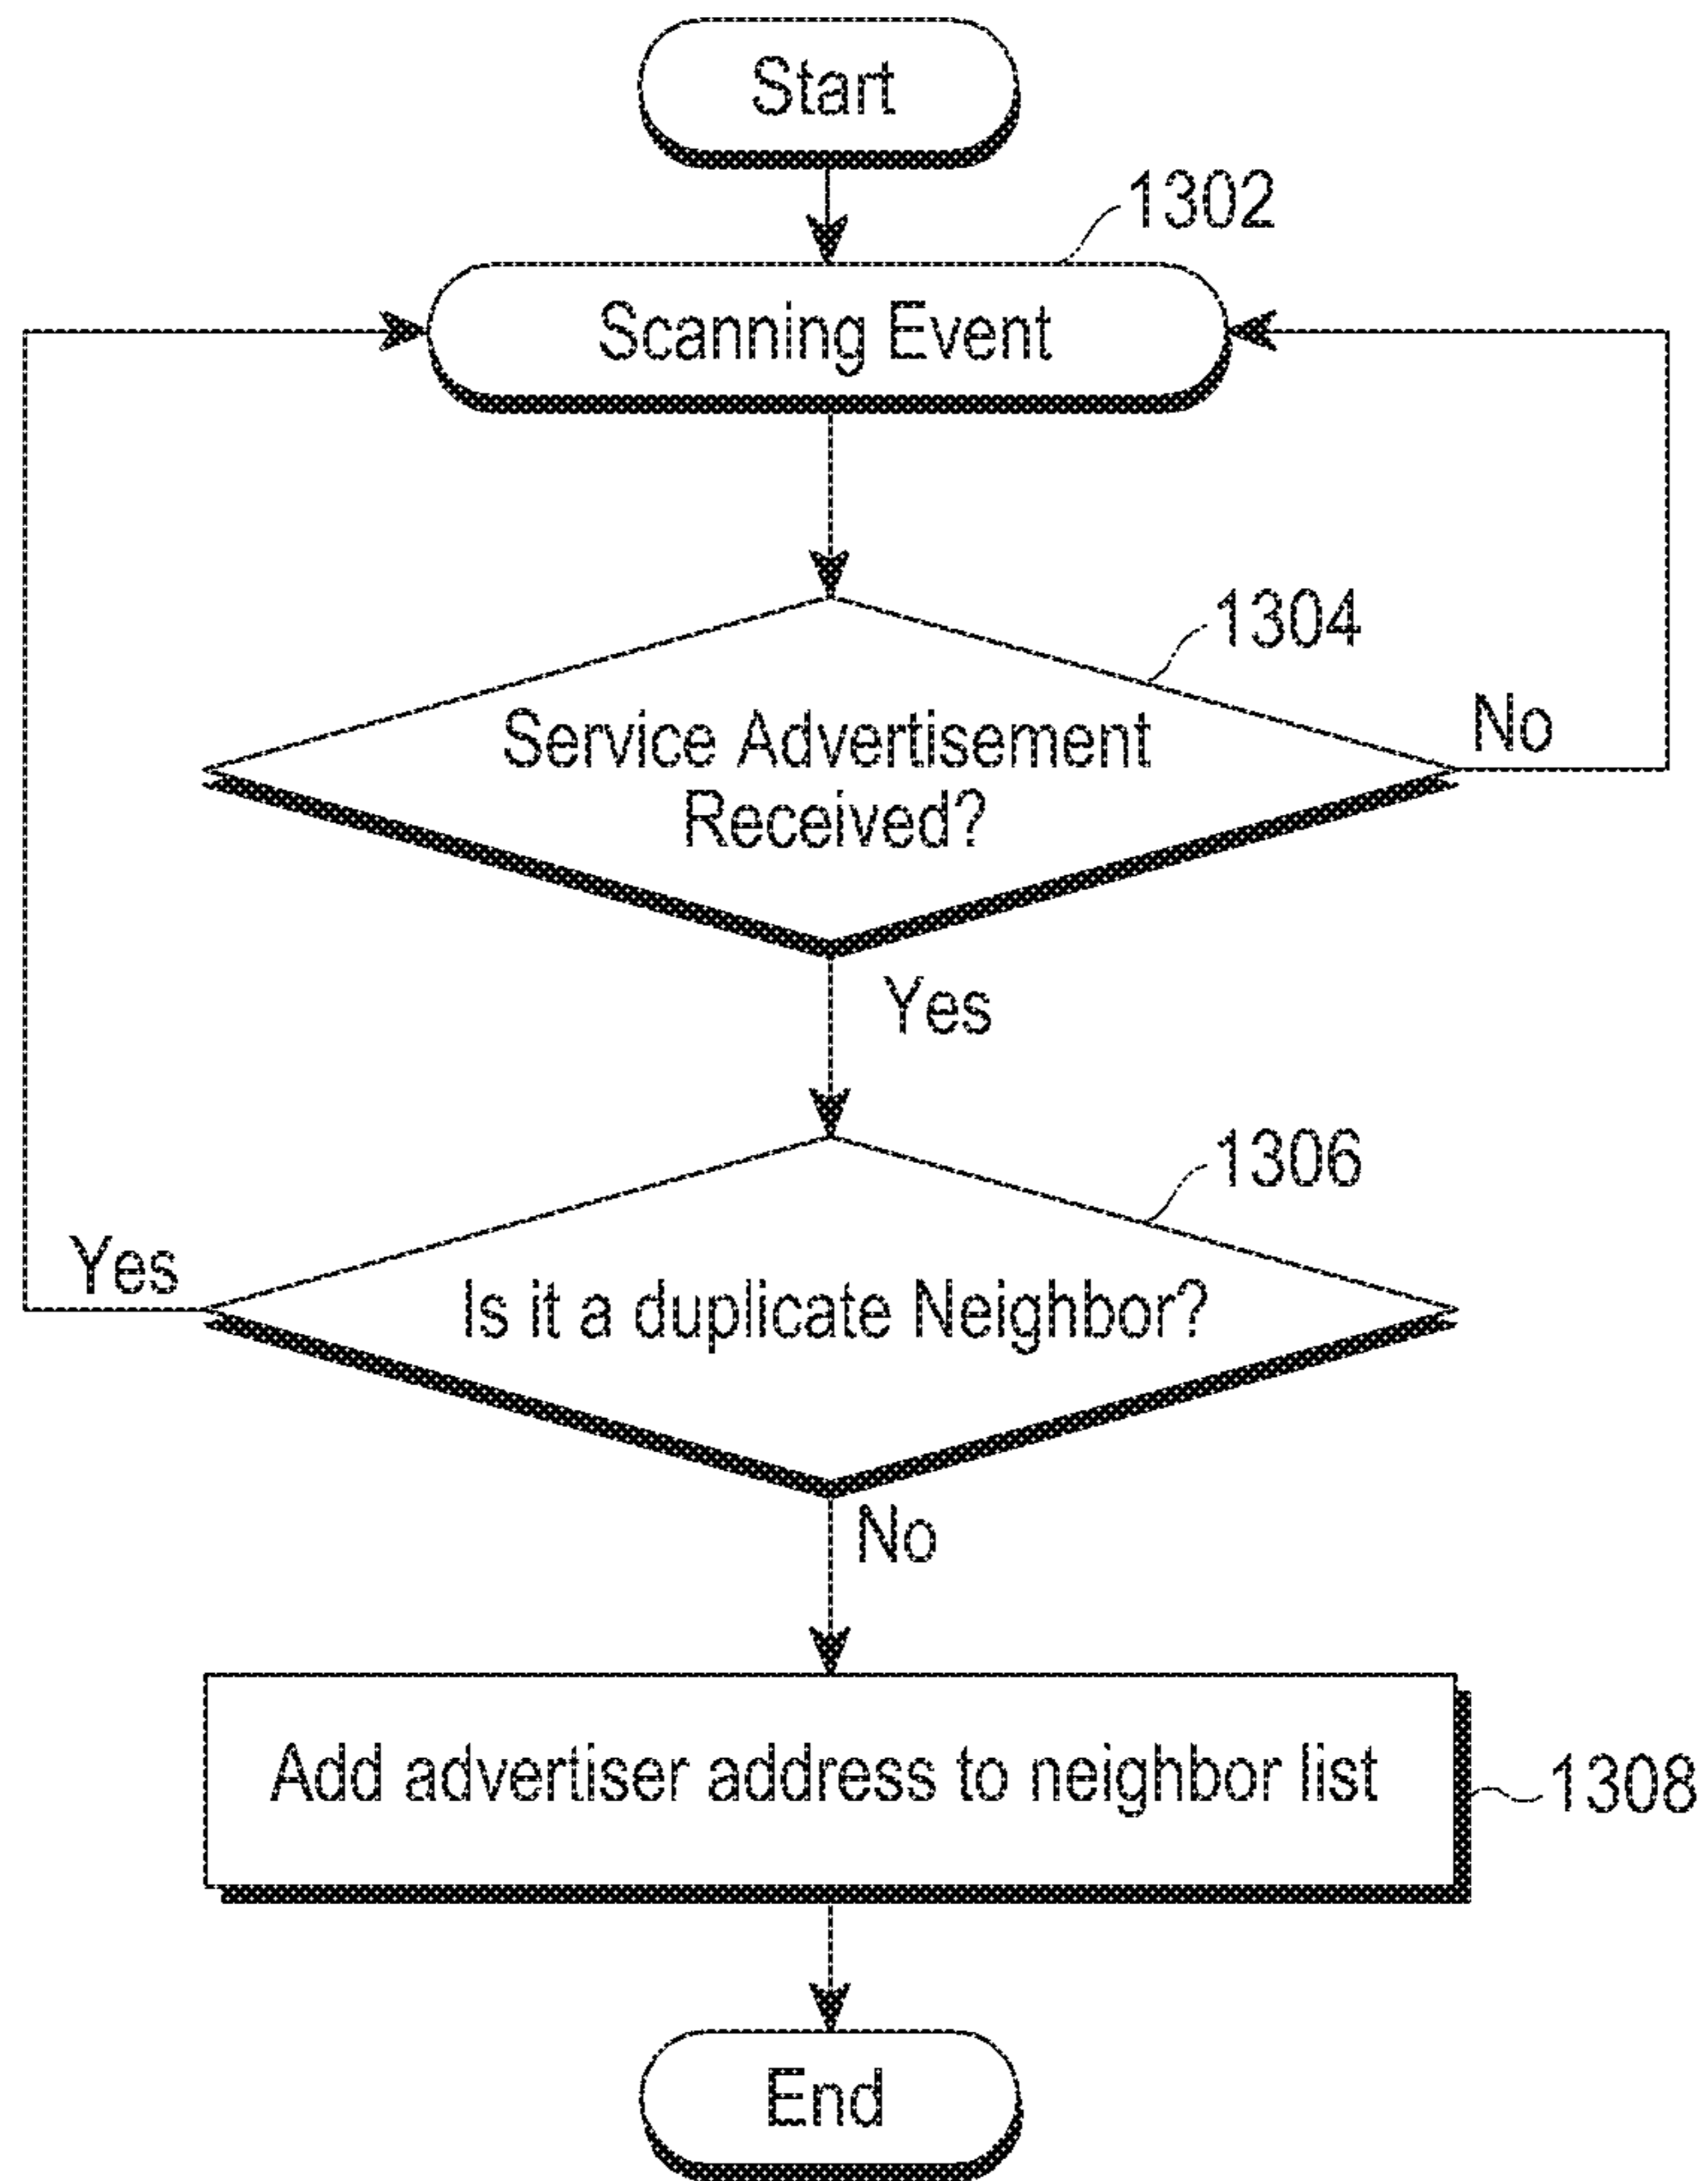 Start
1302
Scanning Event
1304
Service Advertisement
Received?
No
Yes
1306
Yes
Is it a duplicate Neighbor?
No
Add advertiser address to neighbor list
1308
End